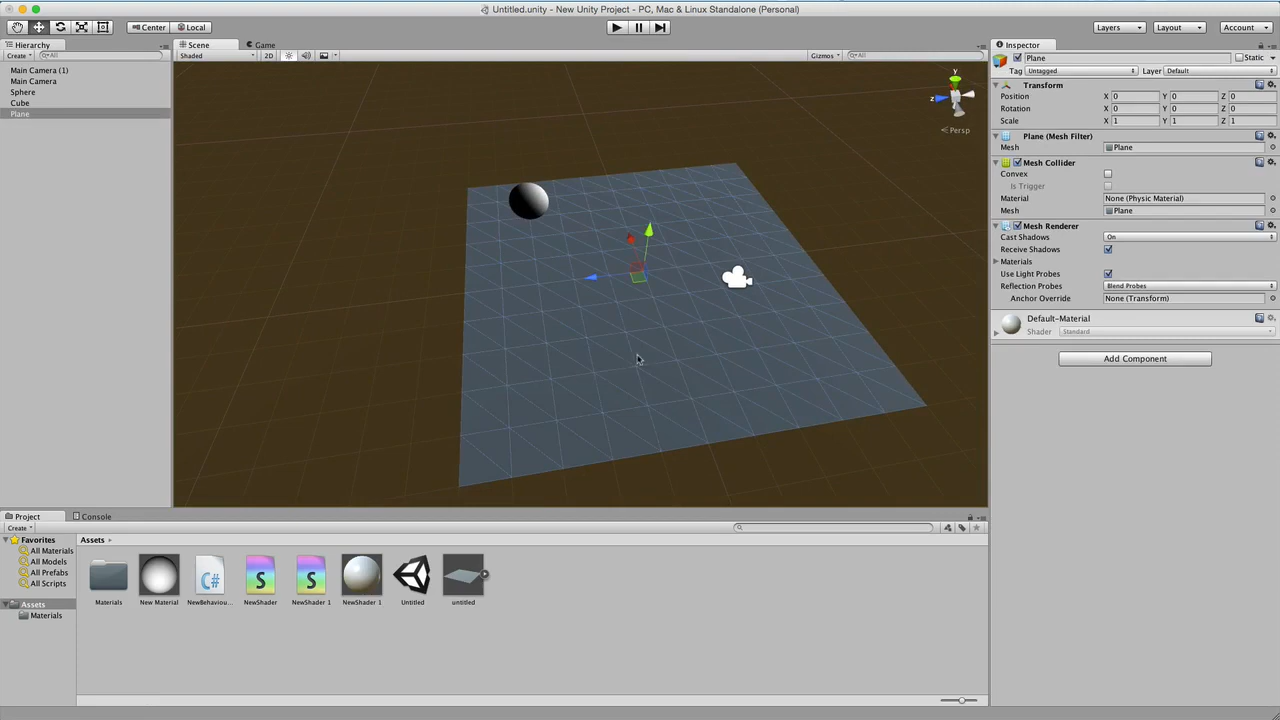 Untitled.unity - New Unity Project - PC, Mac & Linux Standalone (Personal)
Center Local Layers Layout Account
Hierarchy
Create All
Main Camera (1)
Main Camera
Sphere
Cube
Plane
Scene Game
Shaded 2D Gizmos All
y
z
Persp
Inspector
Plane Static
Tag Untagged Layer Default
Transform
Position X 0 Y 0 Z 0
Rotation X 0 Y 0 Z 0
Scale X 1 Y 1 Z 1
Plane (Mesh Filter)
Mesh Plane
Mesh Collider
Convex
Is Trigger
Material None (Physic Material)
Mesh Plane
Mesh Renderer
Cast Shadows On
Receive Shadows
Materials
Use Light Probes
Reflection Probes Blend Probes
Anchor Override None (Transform)
Default-Material
Shader Standard
Add Component
Project Console
Create
Favorites
All Materials
All Models
All Prefabs
All Scripts
Assets
Materials
Assets
Materials New Material NewBehaviou... NewShader NewShader 1 NewShader 1 Untitled untitled
C# S S